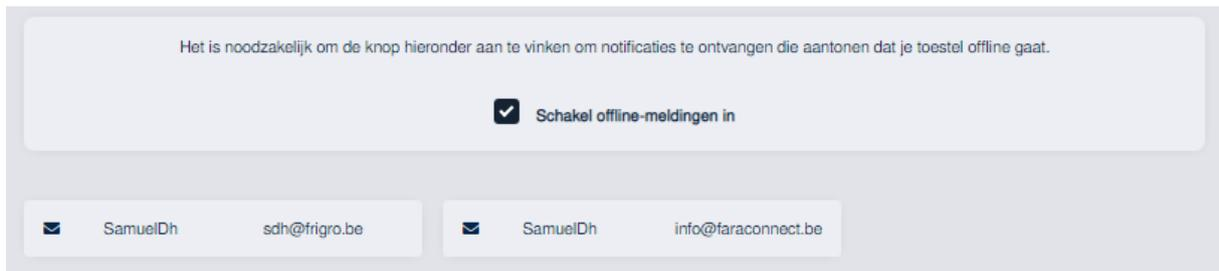 Het is noodzakelijk om de knop hieronder aan te vinken om notificaties te ontvangen die aantonen dat je toestel offline gaat.
Schakel offline-meldingen in
SamuelDh sdh@frigro.be SamuelDh info@faraconnect.be